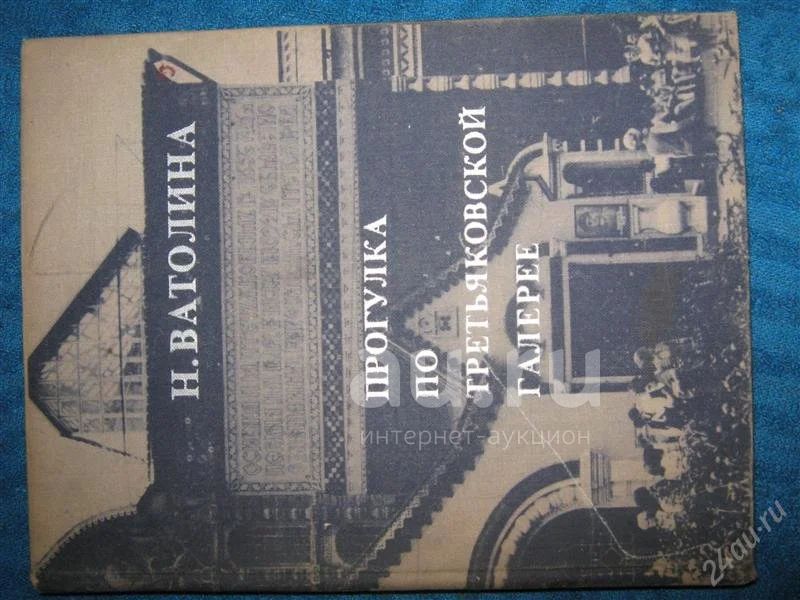 Н. ВАТОЛИНА
ПРОГУЛКА
ПО
ТРЕТЬЯКОВСКОЙ
ГАЛЕРЕЕ
au.ru
интернет-аукцион
24au.ru